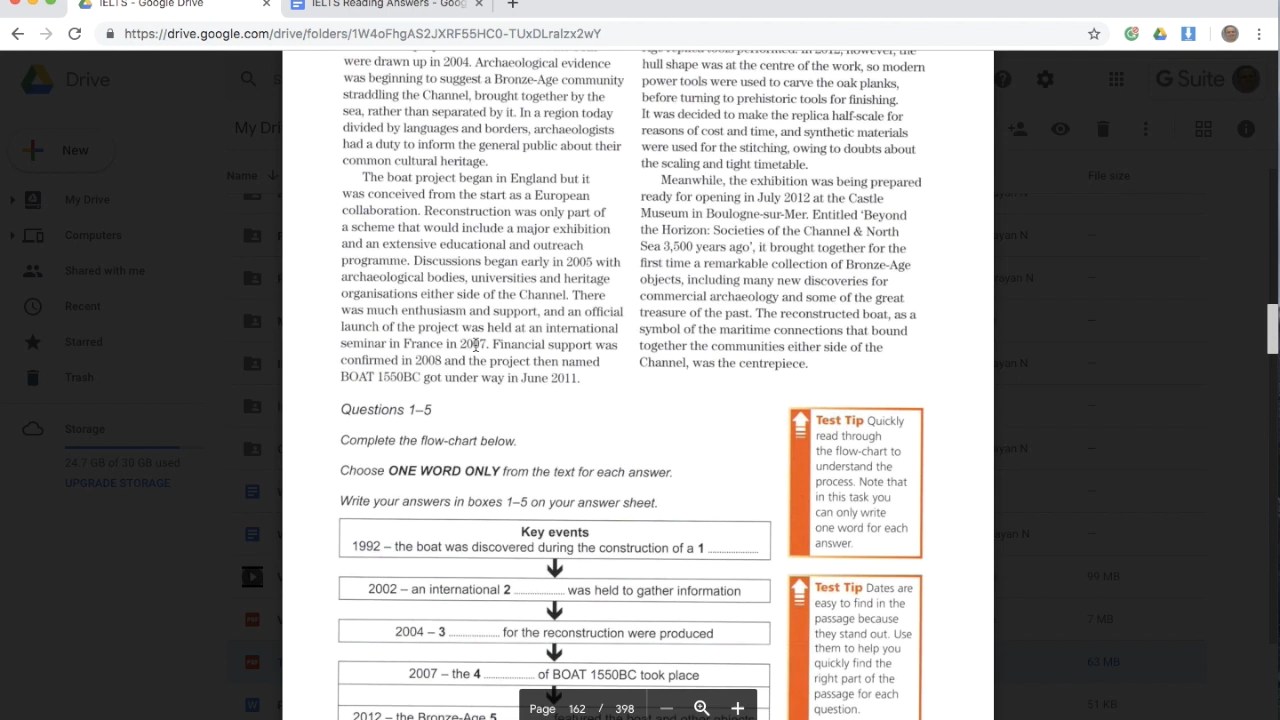 IELTS - Google Drive
IELTS Reading Answers - Goog
https://drive.google.com/drive/folders/1W4oFhgAS2JXRF55HC0-TUxDLralzx2wY
Drive
G Suite
My Dri
New
Name
File size
My Drive
Computers
Shared with me
Recent
Starred
Trash
Storage
24.7 GB of 30 GB used
UPGRADE STORAGE
99 MB
7 MB
63 MB
51 KB
were drawn up in 2004. Archaeological evidence
was beginning to suggest a Bronze-Age community
straddling the Channel, brought together by the
sea, rather than separated by it. In a region today
divided by languages and borders, archaeologists
had a duty to inform the general public about their
common cultural heritage.
The boat project began in England but it
was conceived from the start as a European
collaboration. Reconstruction was only part of
a scheme that would include a major exhibition
and an extensive educational and outreach
programme. Discussions began early in 2005 with
archaeological bodies, universities and heritage
organisations either side of the Channel. There
was much enthusiasm and support, and an official
launch of the project was held at an international
seminar in France in 2007. Financial support was
confirmed in 2008 and the project then named
BOAT 1550BC got under way in June 2011.
Age replica tools performed. In 2012, however, the
hull shape was at the centre of the work, so modern
power tools were used to carve the oak planks,
before turning to prehistoric tools for finishing.
It was decided to make the replica half-scale for
reasons of cost and time, and synthetic materials
were used for the stitching, owing to doubts about
the scaling and tight timetable.
Meanwhile, the exhibition was being prepared
ready for opening in July 2012 at the Castle
Museum in Boulogne-sur-Mer. Entitled ‘Beyond
the Horizon: Societies of the Channel & North
Sea 3,500 years ago’, it brought together for the
first time a remarkable collection of Bronze-Age
objects, including many new discoveries for
commercial archaeology and some of the great
treasure of the past. The reconstructed boat, as a
symbol of the maritime connections that bound
together the communities either side of the
Channel, was the centrepiece.
Questions 1–5
Complete the flow-chart below.
Choose ONE WORD ONLY from the text for each answer.
Write your answers in boxes 1–5 on your answer sheet.
Key events
1992 – the boat was discovered during the construction of a 1 ..................
2002 – an international 2 .................. was held to gather information
2004 – 3 .................. for the reconstruction were produced
2007 – the 4 .................. of BOAT 1550BC took place
2012 – the Bronze-Age 5 featured the boat and other objects
Test Tip Quickly
read through
the flow-chart to
understand the
process. Note that
in this task you
can only write
one word for each
answer.
Test Tip Dates are
easy to find in the
passage because
they stand out. Use
them to help you
quickly find the
right part of the
passage for each
question.
Page 162 / 398